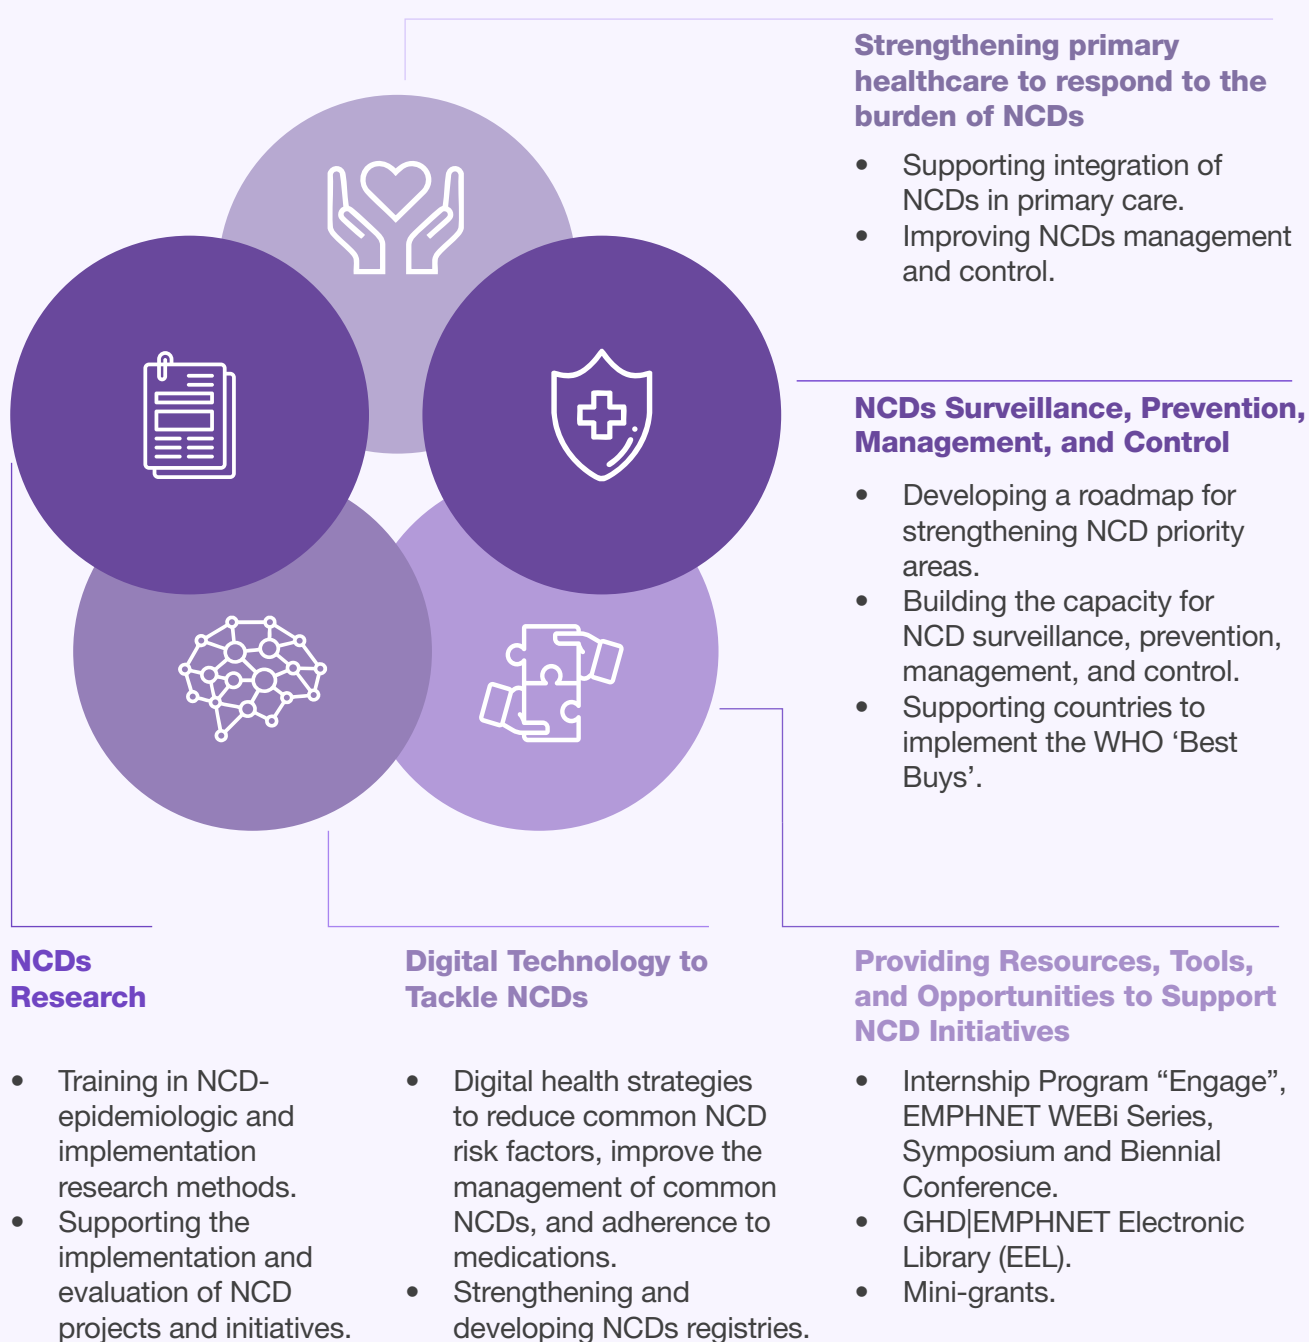 Strengthening primary
healthcare to respond to the
burden of NCDs
• Supporting integration of
NCDs in primary care.
• Improving NCDs management
and control.
NCDs Surveillance, Prevention,
Management, and Control
• Developing a roadmap for
strengthening NCD priority
areas.
• Building the capacity for
NCD surveillance, prevention,
management, and control.
• Supporting countries to
implement the WHO ‘Best
Buys’.
NCDs
Research
• Training in NCD-
epidemiologic and
implementation
research methods.
• Supporting the
implementation and
evaluation of NCD
projects and initiatives.
Digital Technology to
Tackle NCDs
• Digital health strategies
to reduce common NCD
risk factors, improve the
management of common
NCDs, and adherence to
medications.
• Strengthening and
developing NCDs registries.
Providing Resources, Tools,
and Opportunities to Support
NCD Initiatives
• Internship Program “Engage”,
EMPHNET WEBi Series,
Symposium and Biennial
Conference.
• GHD|EMPHNET Electronic
Library (EEL).
• Mini-grants.